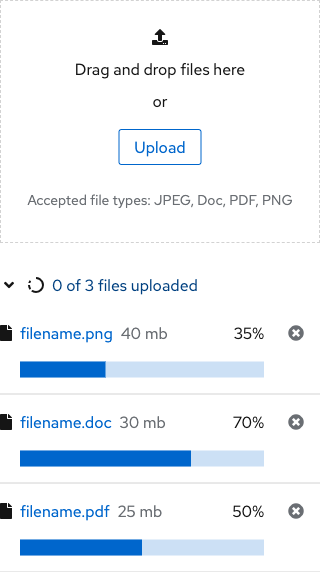 Drag and drop files here
or
Upload
Accepted file types: JPEG, Doc, PDF, PNG
0 of 3 files uploaded
filename.png 40 mb 35%
filename.doc 30 mb 70%
filename.pdf 25 mb 50%